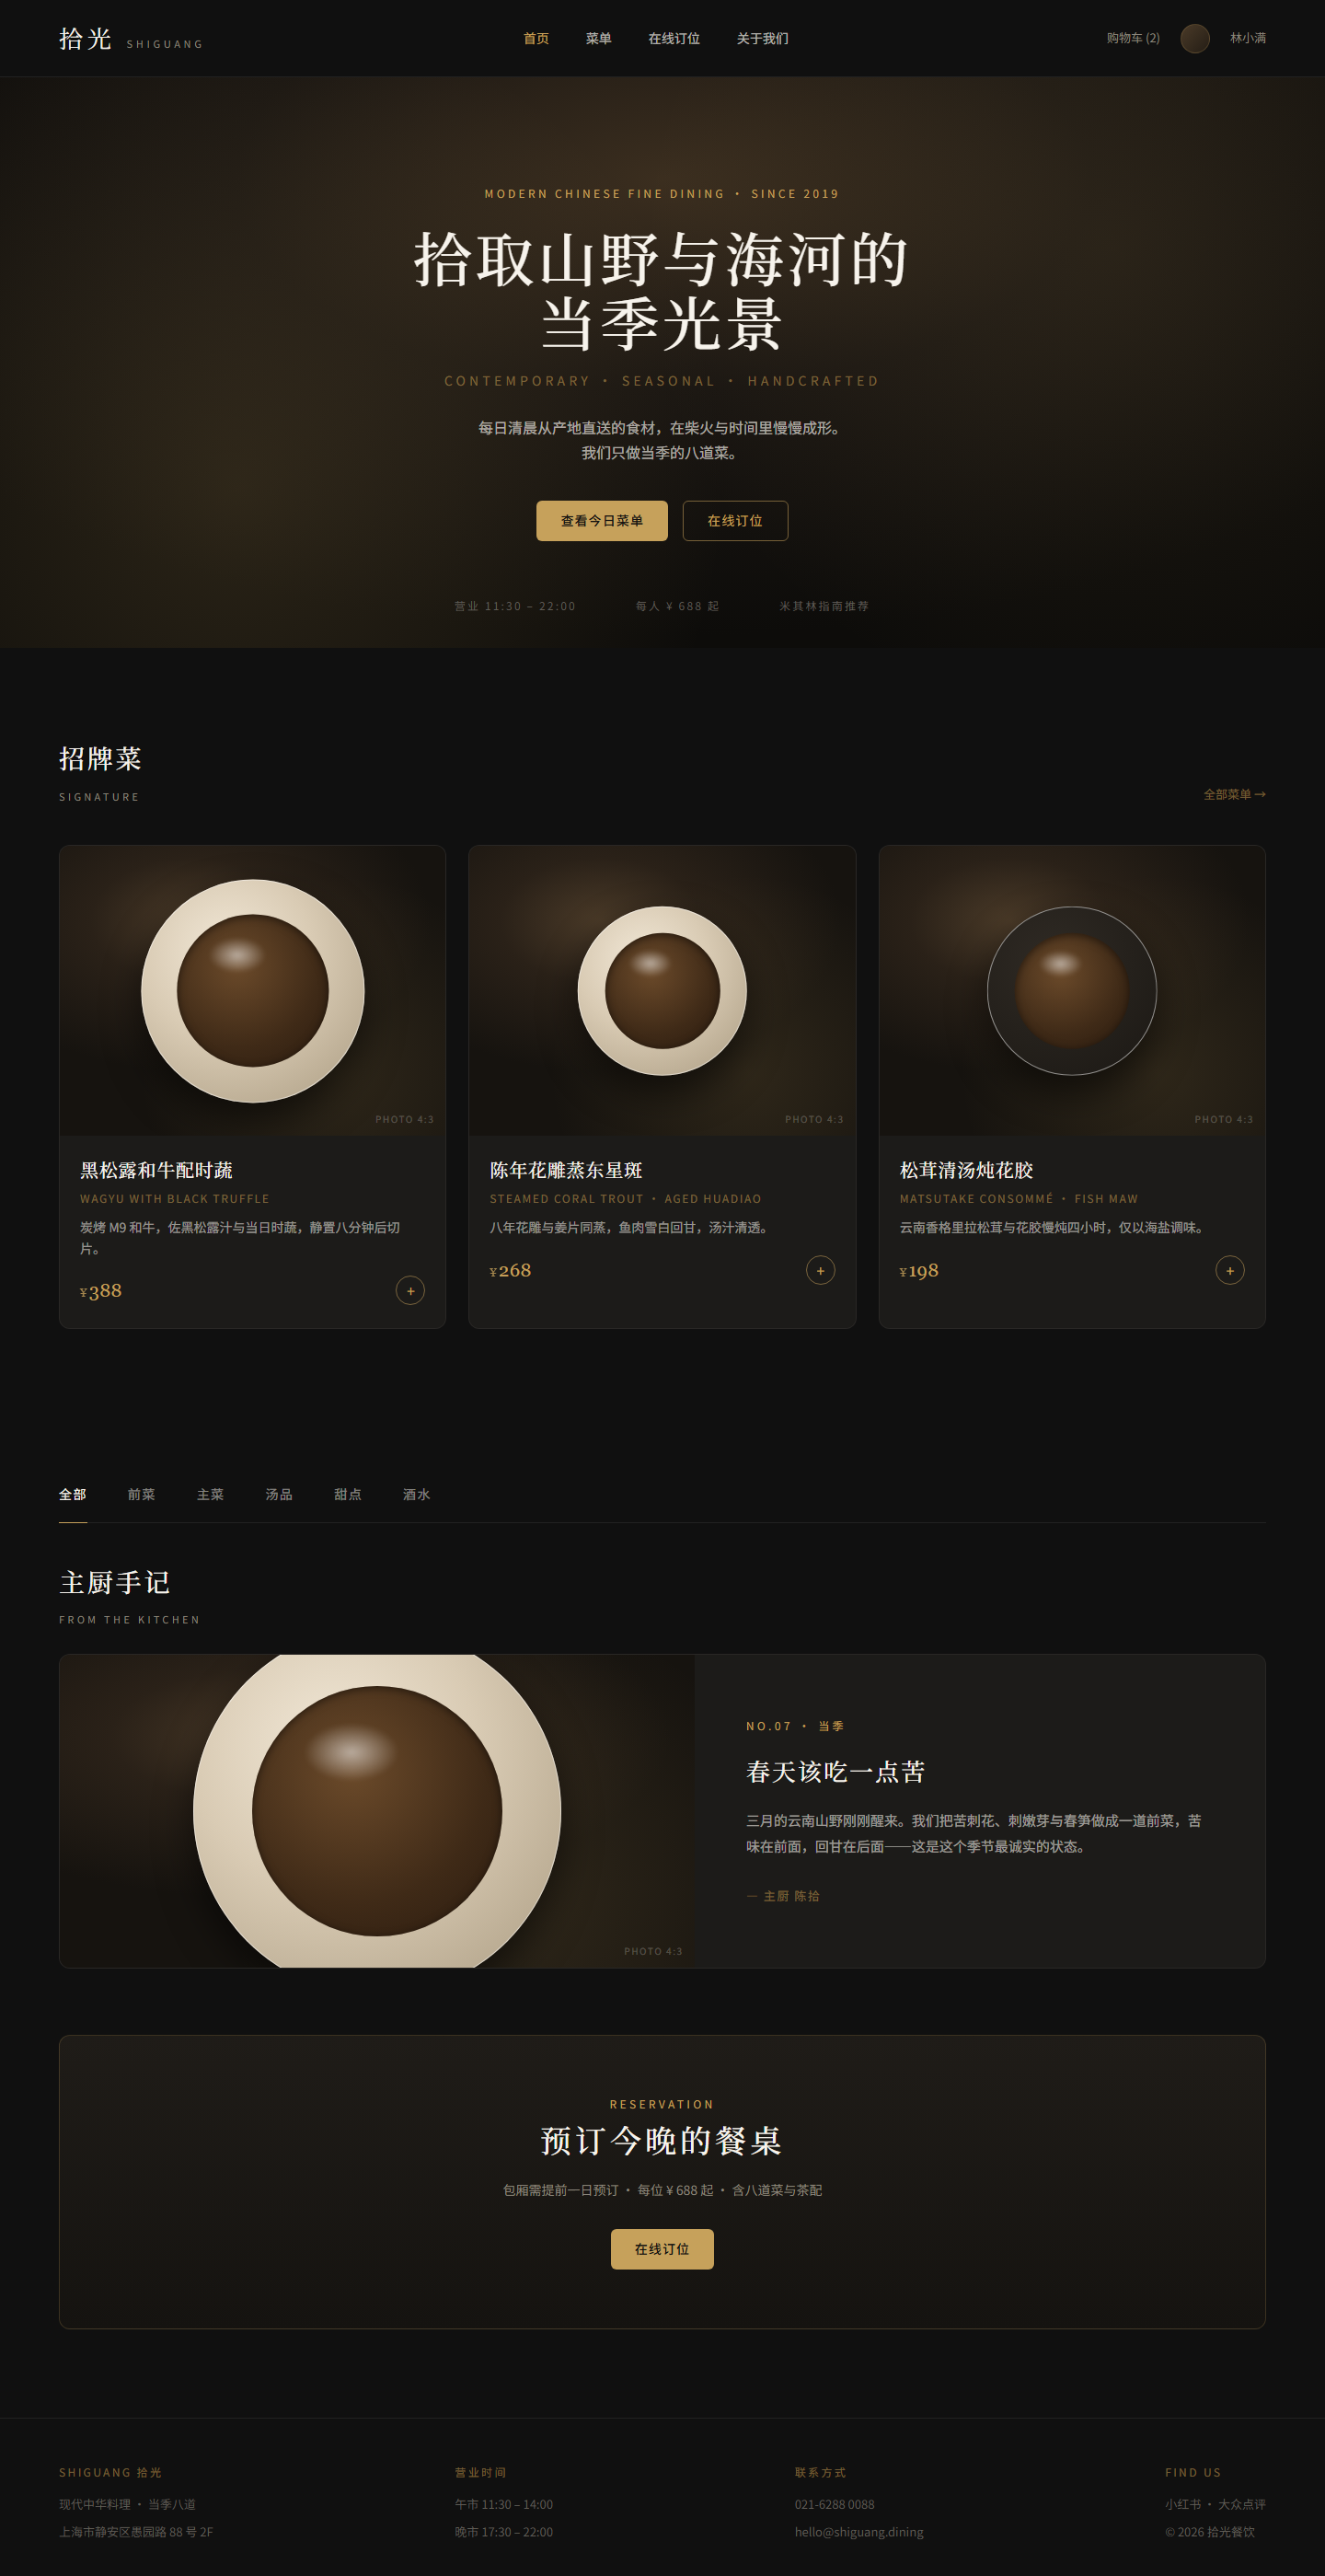 拾光 SHIGUANG
首页 菜单 在线订位 关于我们
购物车 (2) 林小满
MODERN CHINESE FINE DINING · SINCE 2019
拾取山野与海河的
当季光景
CONTEMPORARY · SEASONAL · HANDCRAFTED
每日清晨从产地直送的食材，在柴火与时间里慢慢成形。
我们只做当季的八道菜。
查看今日菜单 在线订位
营业 11:30 – 22:00 每人 ¥ 688 起 米其林指南推荐
招牌菜
SIGNATURE
全部菜单 →
PHOTO 4:3
黑松露和牛配时蔬
WAGYU WITH BLACK TRUFFLE
炭烤 M9 和牛，佐黑松露汁与当日时蔬，静置八分钟后切
片。
¥388 +
PHOTO 4:3
陈年花雕蒸东星斑
STEAMED CORAL TROUT · AGED HUADIAO
八年花雕与姜片同蒸，鱼肉雪白回甘，汤汁清透。
¥268 +
PHOTO 4:3
松茸清汤炖花胶
MATSUTAKE CONSOMMÉ · FISH MAW
云南香格里拉松茸与花胶慢炖四小时，仅以海盐调味。
¥198 +
全部 前菜 主菜 汤品 甜点 酒水
主厨手记
FROM THE KITCHEN
PHOTO 4:3
NO.07 · 当季
春天该吃一点苦
三月的云南山野刚刚醒来。我们把苦刺花、刺嫩芽与春笋做成一道前菜，苦
味在前面，回甘在后面——这是这个季节最诚实的状态。
— 主厨 陈拾
RESERVATION
预订今晚的餐桌
包厢需提前一日预订 · 每位 ¥ 688 起 · 含八道菜与茶配
在线订位
SHIGUANG 拾光
现代中华料理 · 当季八道
上海市静安区愚园路 88 号 2F
营业时间
午市 11:30 – 14:00
晚市 17:30 – 22:00
联系方式
021-6288 0088
hello@shiguang.dining
FIND US
小红书 · 大众点评
© 2026 拾光餐饮